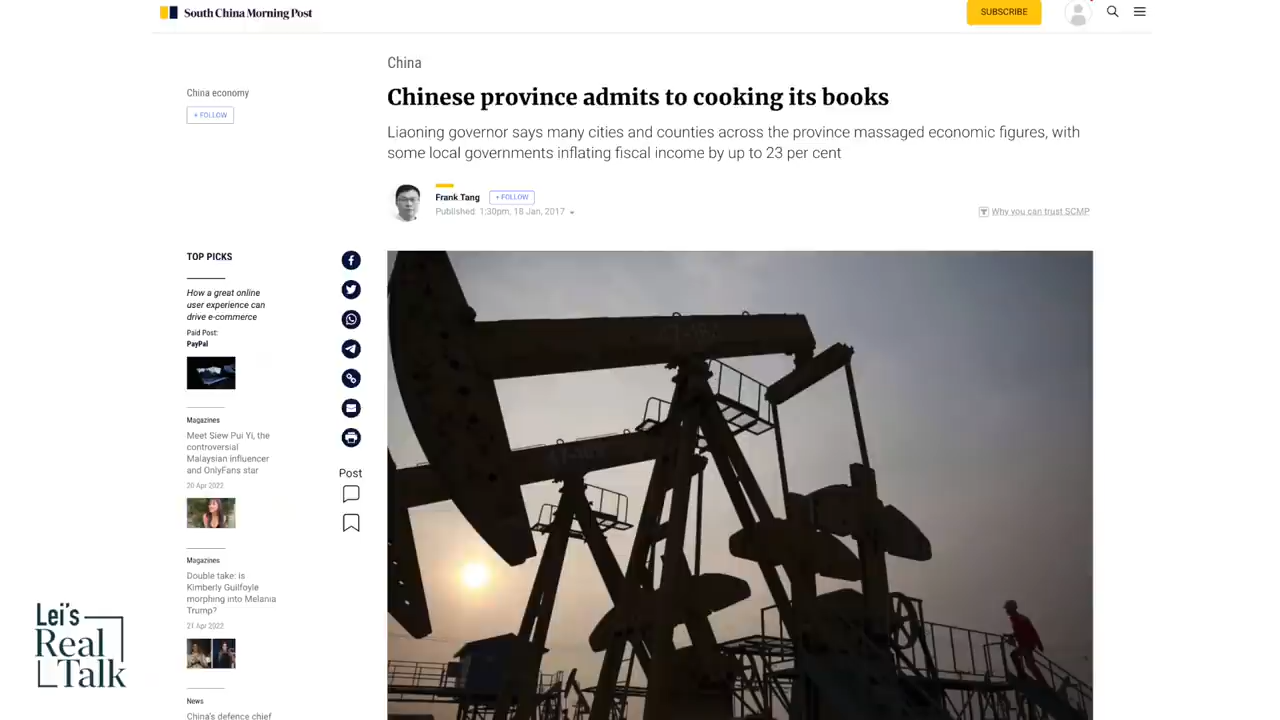 South China Morning Post
SUBSCRIBE
China
China economy
+ FOLLOW
Chinese province admits to cooking its books
Liaoning governor says many cities and counties across the province massaged economic figures, with
some local governments inflating fiscal income by up to 23 per cent
Frank Tang
+ FOLLOW
Published: 1:30pm, 18 Jan, 2017
Why you can trust SCMP
TOP PICKS
How a great online
user experience can
drive e-commerce
Paid Post:
PayPal
Magazines
Meet Siew Pui Yi, the
controversial
Malaysian influencer
and OnlyFans star
20 Apr 2022
Magazines
Double take: is
Kimberly Guilfoyle
morphing into Melania
Trump?
21 Apr 2022
News
China's defence chief
Post
Lei's
Real
Talk